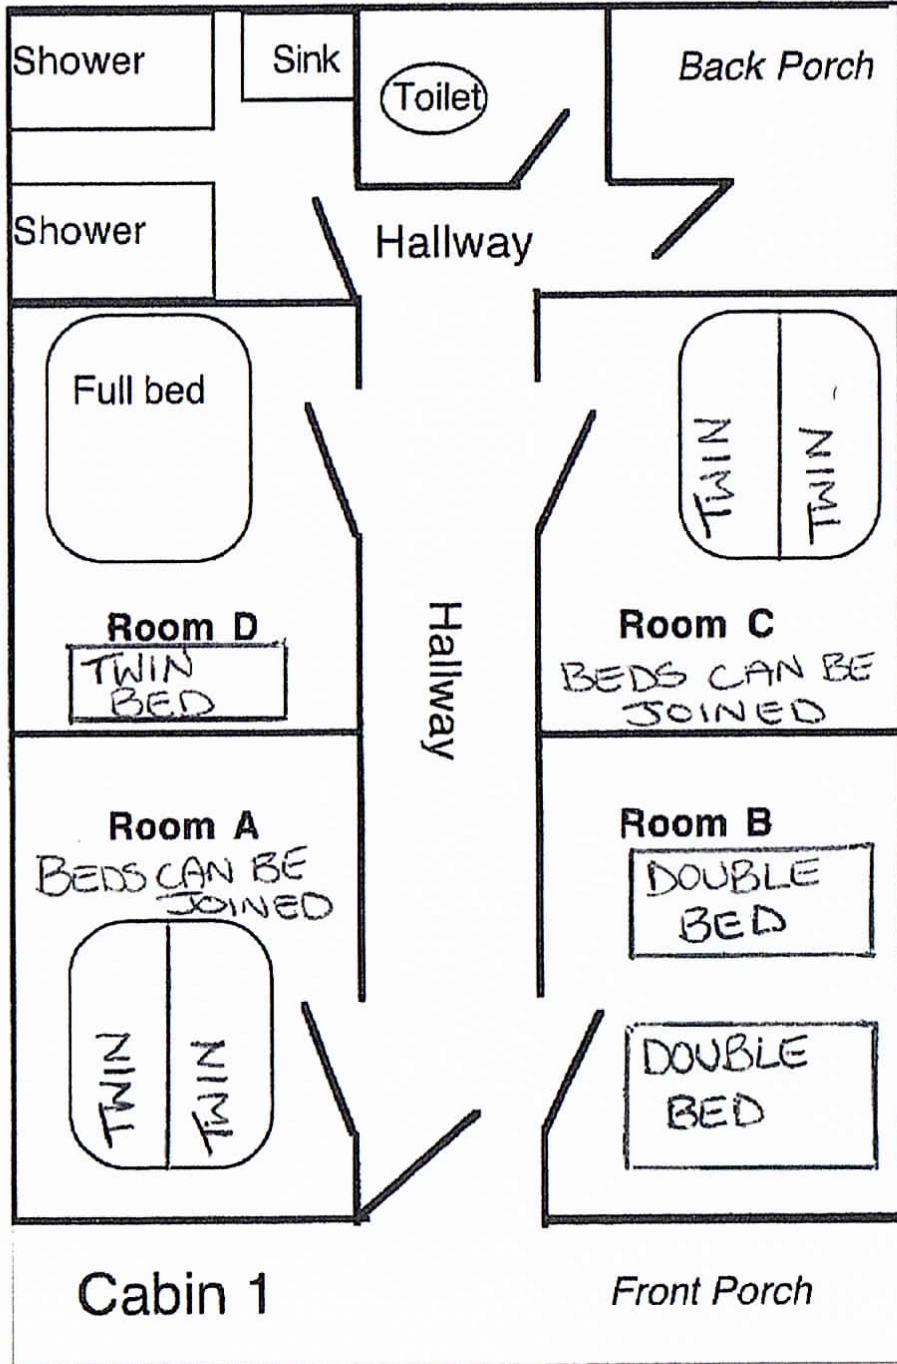 Shower
Sink
Toilet
Back Porch
Shower
Hallway
Full bed
TWIN
TWIN
Room D
TWIN
BED
Hallway
Room C
BEDS CAN BE
JOINED
Room A
BEDS CAN BE
JOINED
TWIN
TWIN
Room B
DOUBLE
BED
DOUBLE
BED
Cabin 1
Front Porch